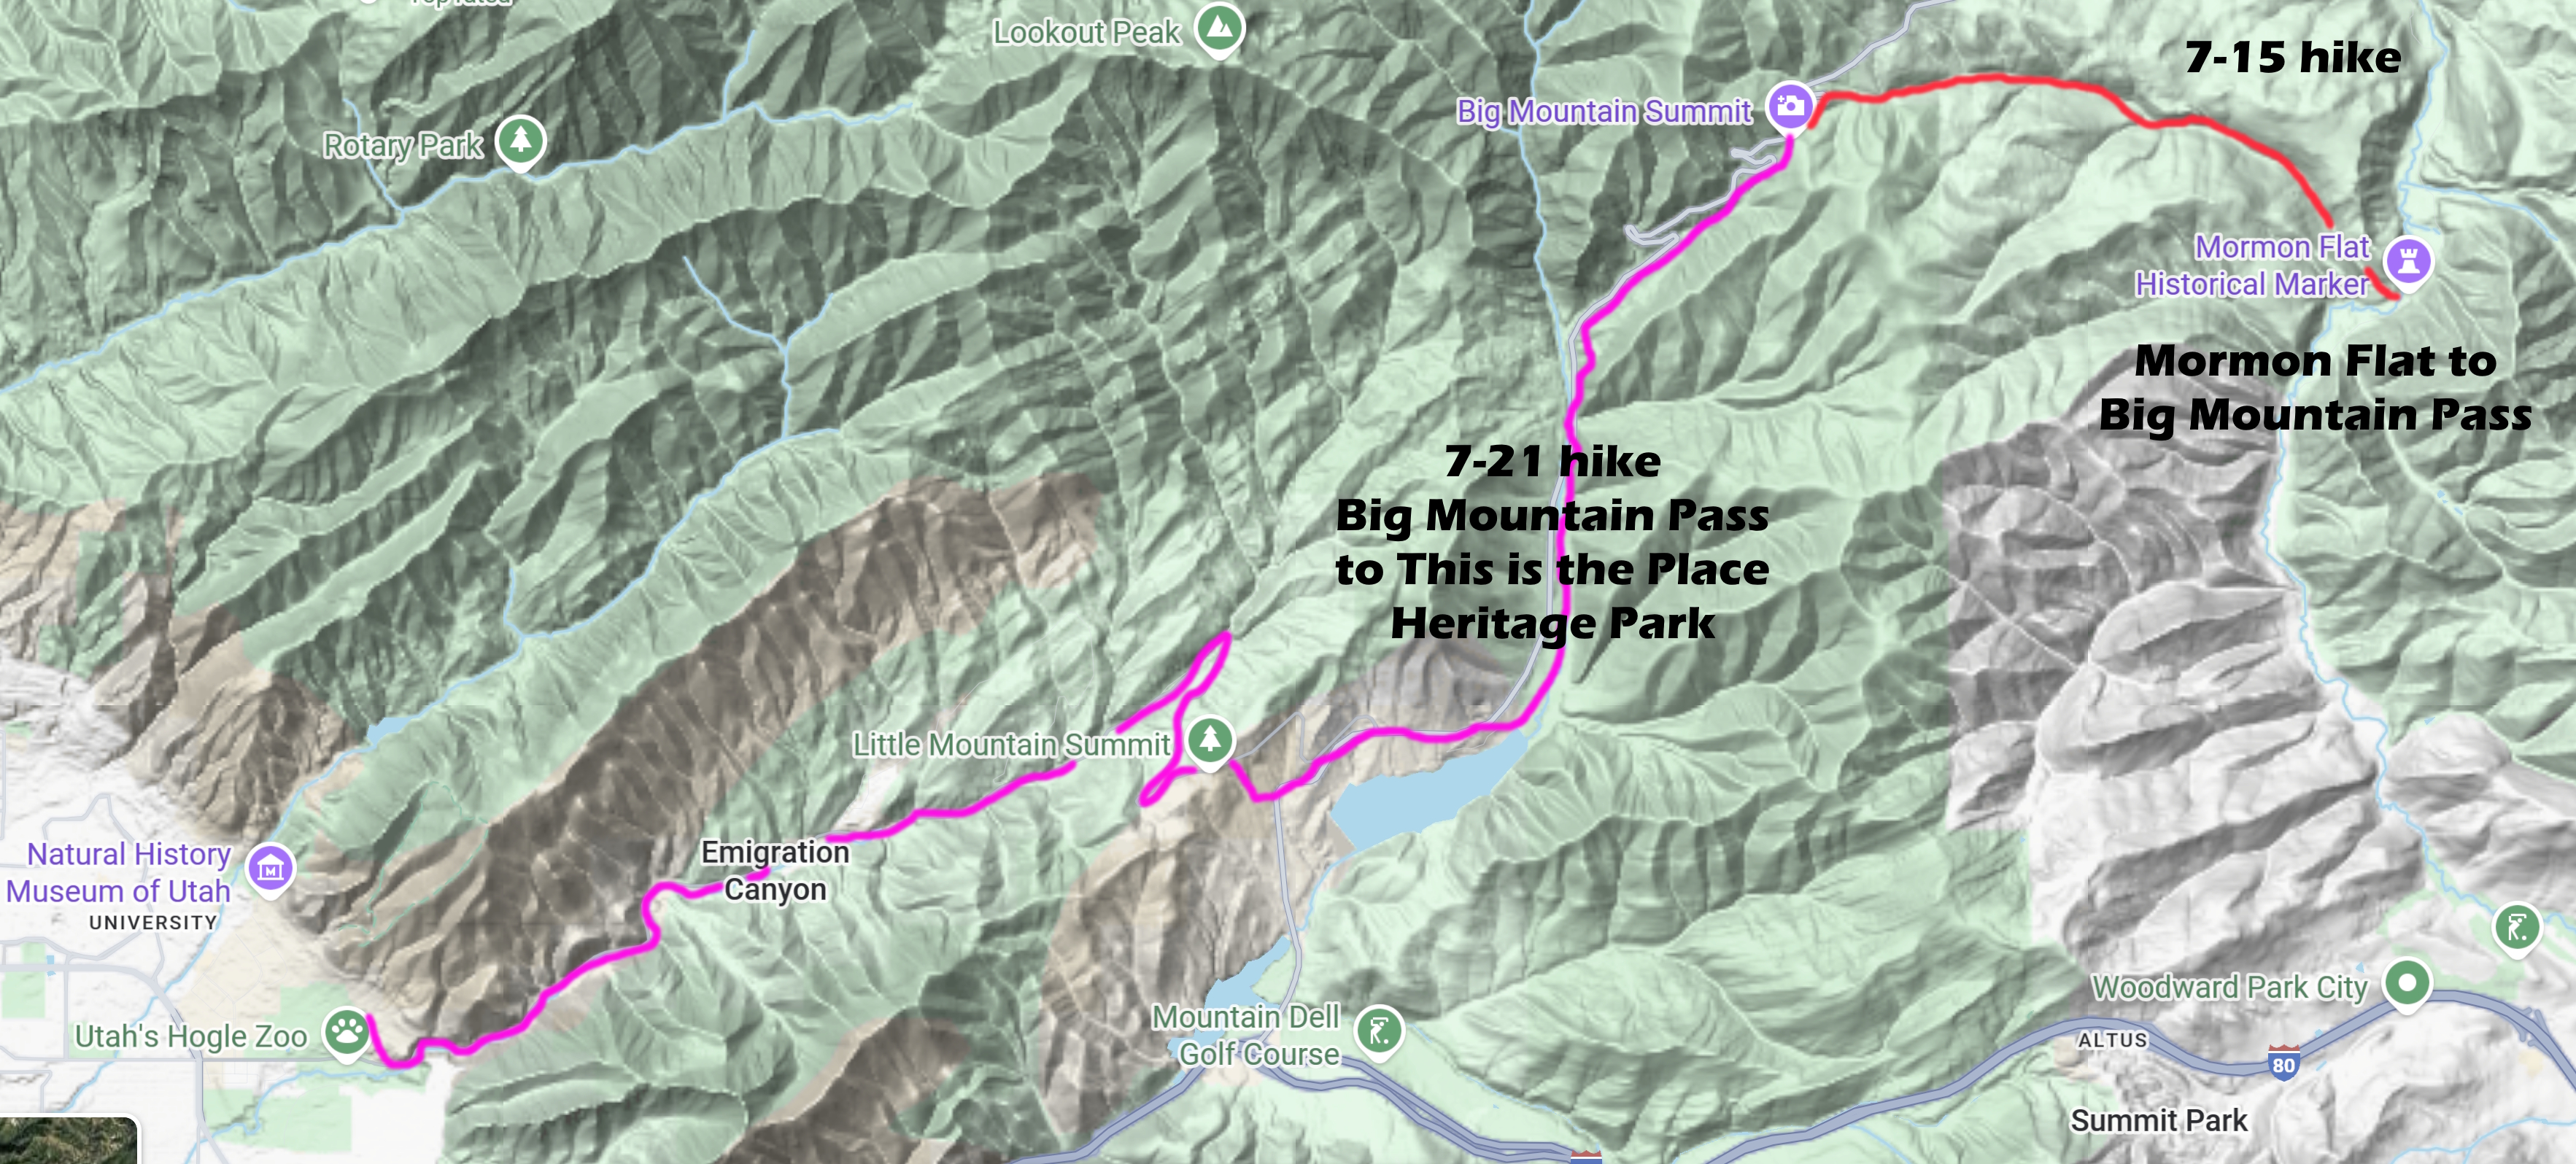 Lookout Peak
7-15 hike
Big Mountain Summit
Rotary Park
Mormon Flat
Historical Marker
Mormon Flat to
Big Mountain Pass
7-21 hike
Big Mountain Pass
to This is the Place
Heritage Park
Little Mountain Summit
Emigration
Canyon
Natural History
Museum of Utah
UNIVERSITY
Utah's Hogle Zoo
Mountain Dell
Golf Course
Woodward Park City
ALTUS
80
Summit Park